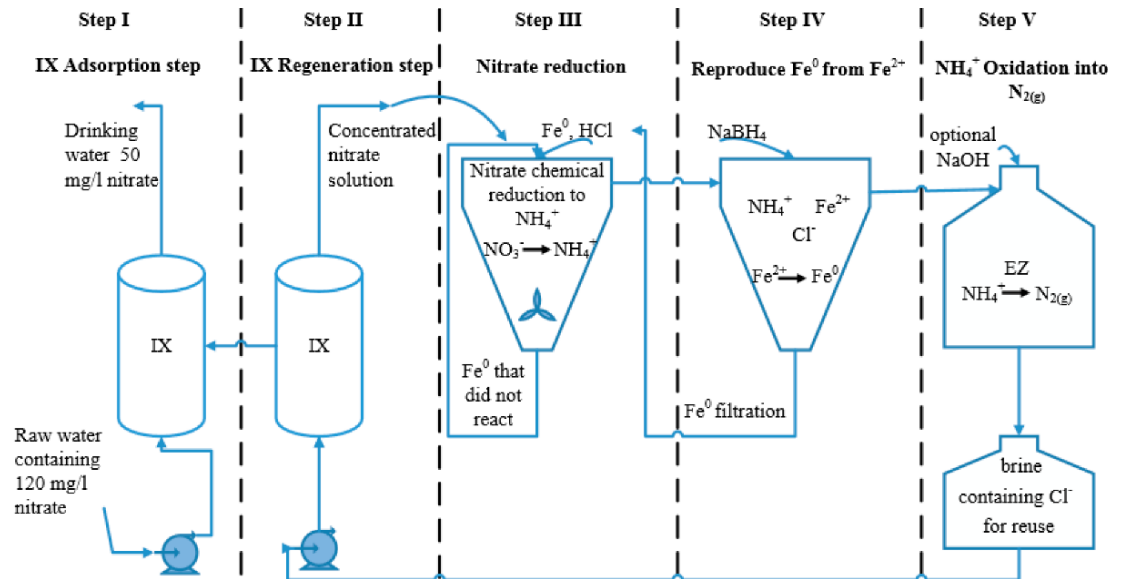 Step I
IX Adsorption step
Drinking
water 50
mg/l nitrate
IX
Raw water
containing
120 mg/l
nitrate
Step II
IX Regeneration step
Concentrated
nitrate
solution
IX
Step III
Nitrate reduction
Fe⁰, HCl
Nitrate chemical
reduction to
NH₄⁺
NO₃⁻ → NH₄⁺
Fe⁰ that
did not
react
Step IV
Reproduce Fe⁰ from Fe²⁺
NaBH₄
NH₄⁺ Fe²⁺
Cl⁻
Fe²⁺ → Fe⁰
Fe⁰ filtration
Step V
NH₄⁺ Oxidation into
N₂₍g₎
optional
NaOH
EZ
NH₄⁺ → N₂₍g₎
brine
containing Cl⁻
for reuse